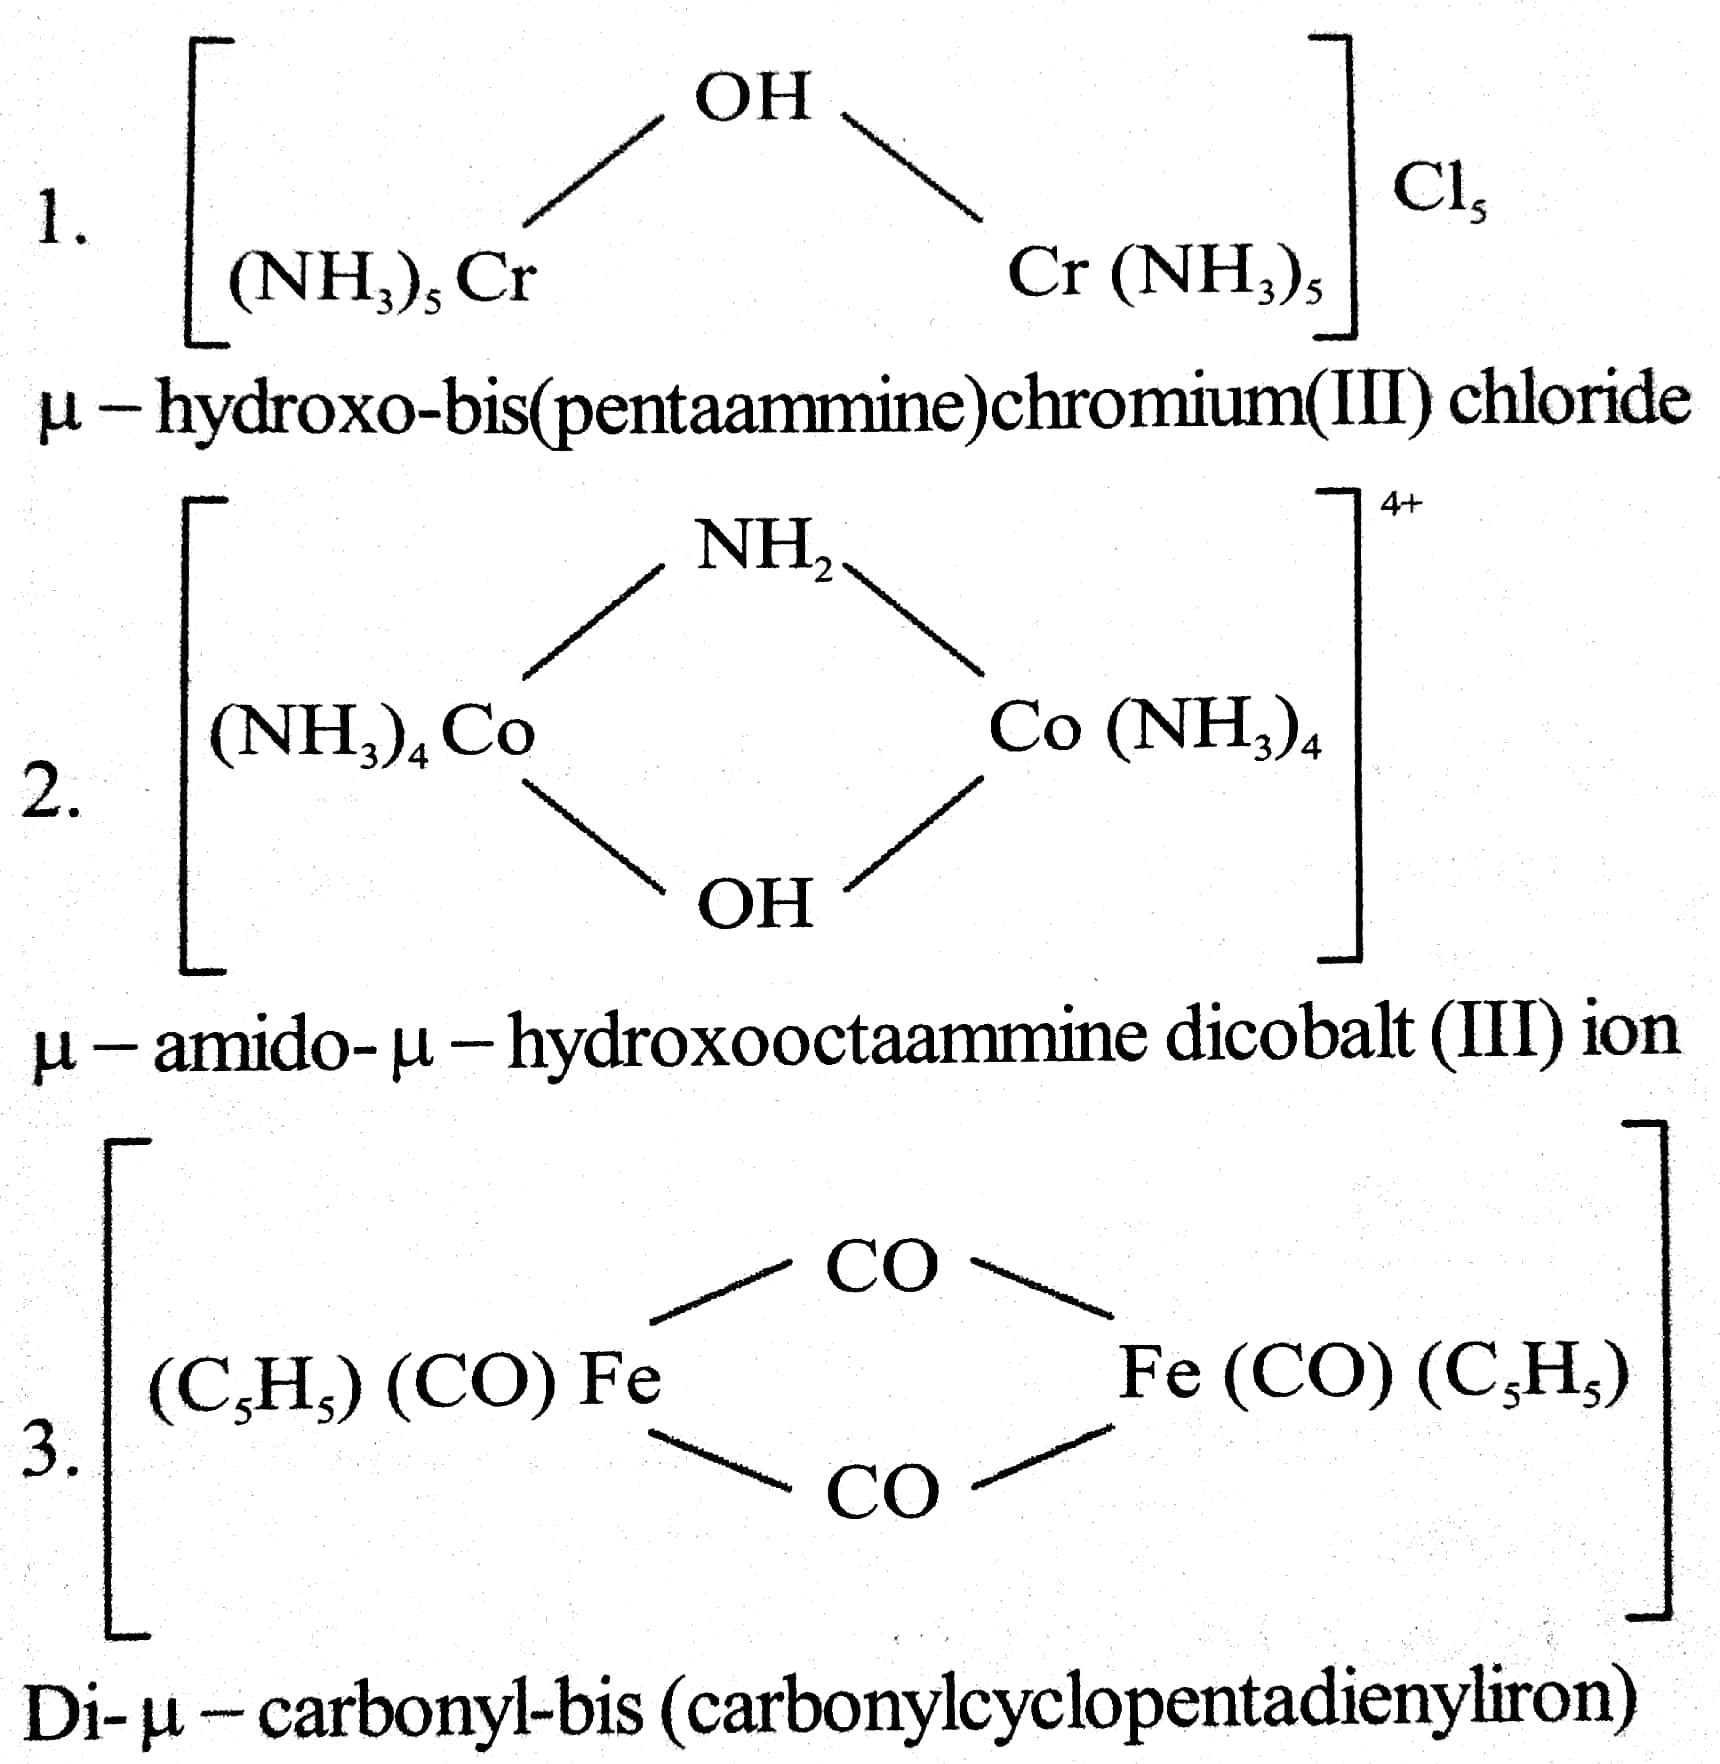 OH
1. (NH₃)₅ Cr Cr (NH₃)₅ Cl₅
μ – hydroxo-bis(pentaammine)chromium(III) chloride
4+
NH₂
(NH₃)₄ Co Co (NH₃)₄
2.
OH
μ – amido- μ – hydroxooctaammine dicobalt (III) ion
CO
(C₅H₅) (CO) Fe Fe (CO) (C₅H₅)
3.
CO
Di- μ – carbonyl-bis (carbonylcyclopentadienyliron)